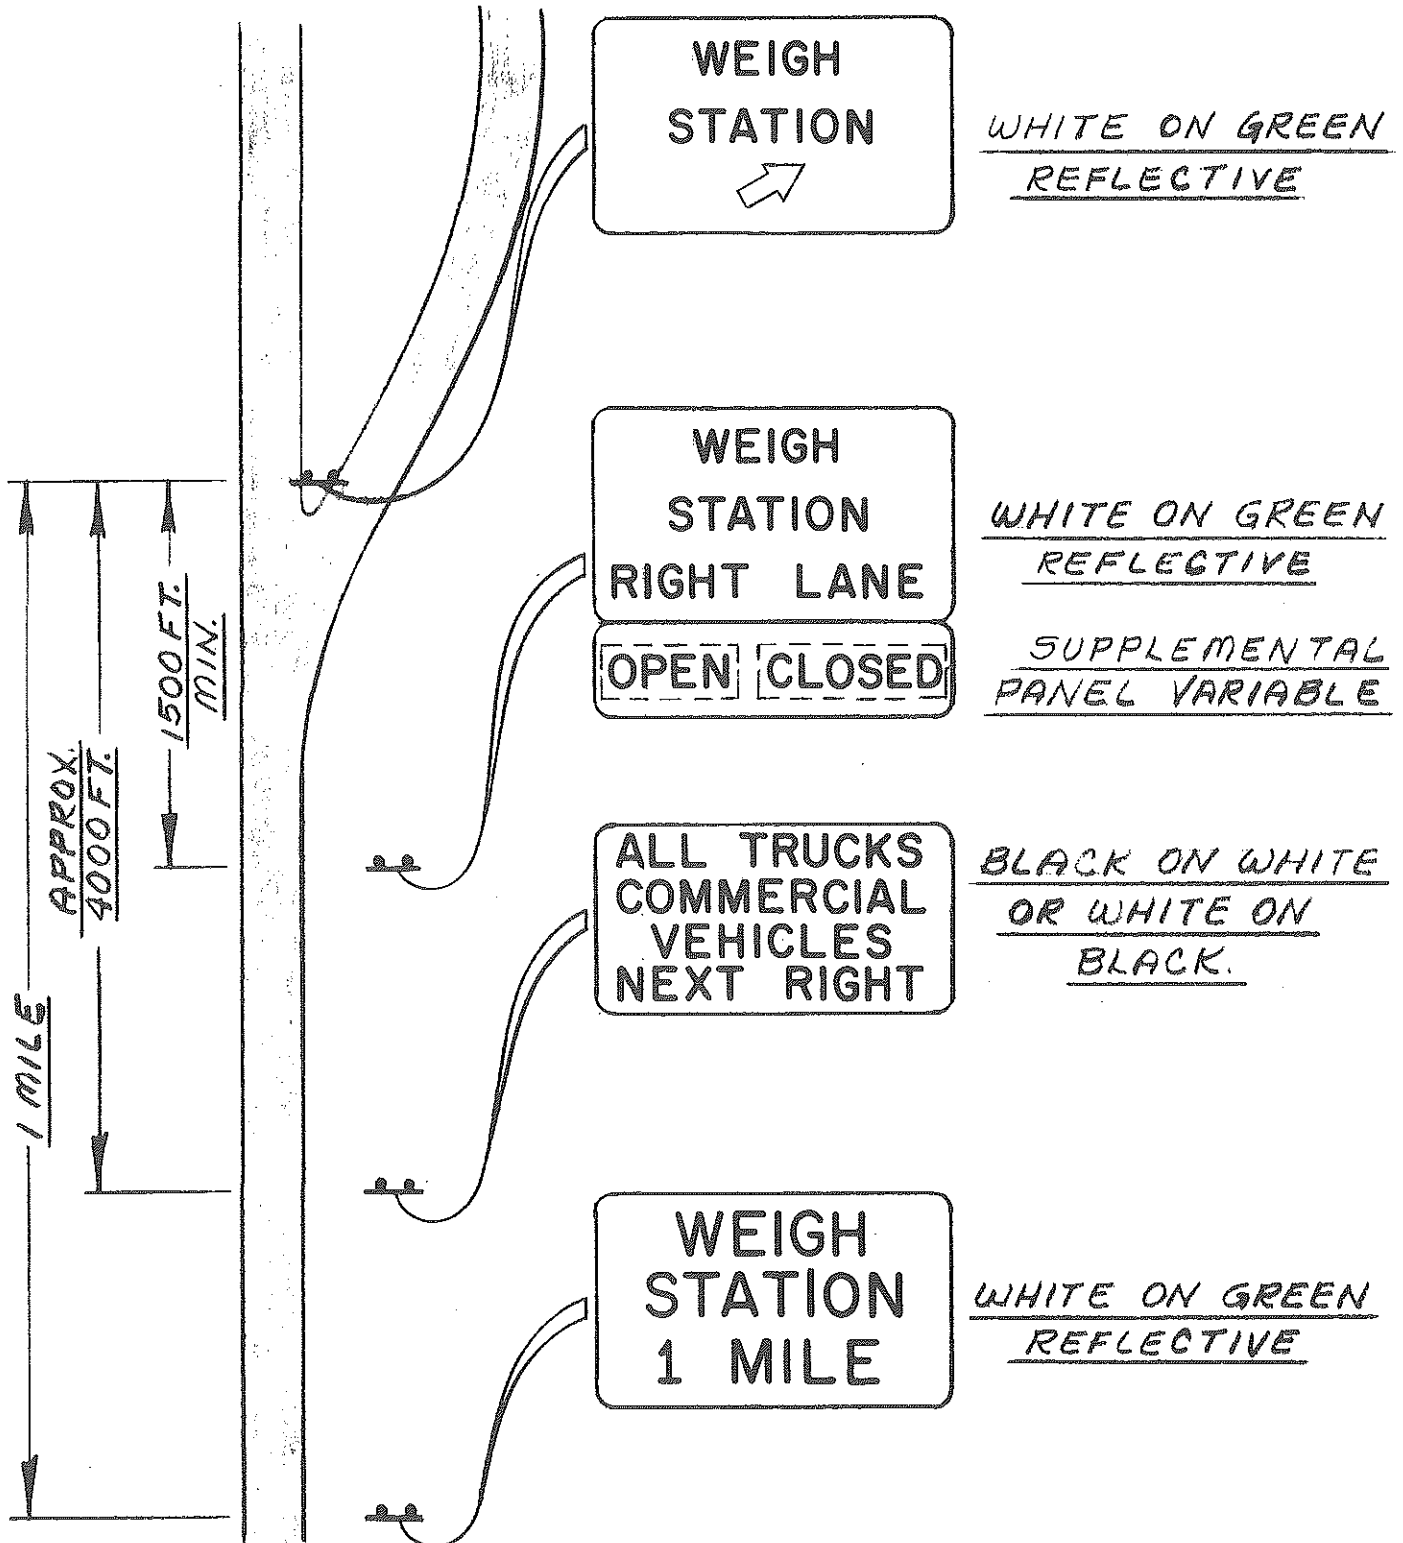 WEIGH
STATION
WHITE ON GREEN
REFLECTIVE
WEIGH
STATION
RIGHT LANE
WHITE ON GREEN
REFLECTIVE
OPEN CLOSED
SUPPLEMENTAL
PANEL VARIABLE
1500 FT.
MIN.
APPROX.
4000 FT.
1 MILE
ALL TRUCKS
COMMERCIAL
VEHICLES
NEXT RIGHT
BLACK ON WHITE
OR WHITE ON
BLACK.
WEIGH
STATION
1 MILE
WHITE ON GREEN
REFLECTIVE